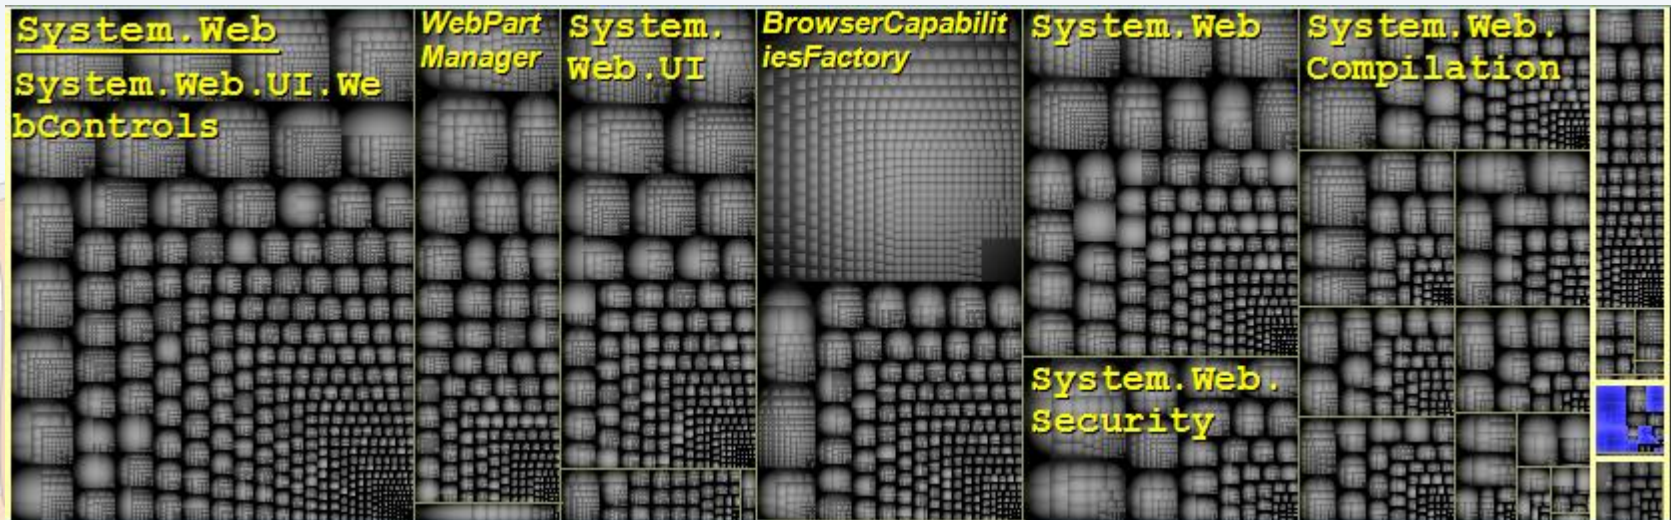 System.Web
System.Web.UI.We
bControls
WebPart
Manager
System.
Web.UI
BrowserCapabilit
iesFactory
System.Web
System.Web.
Security
System.Web.
Compilation